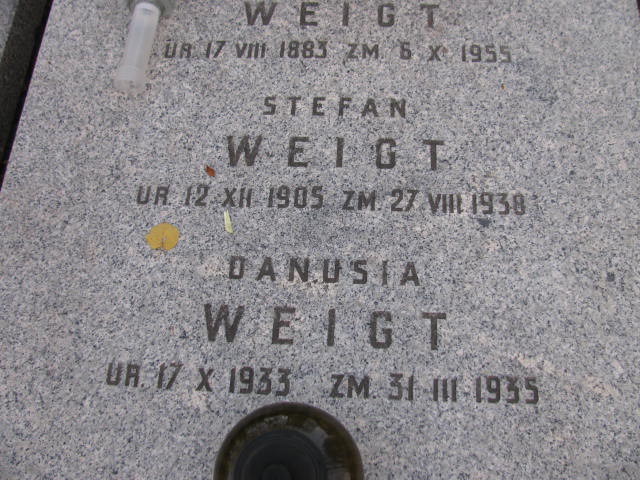 WEIGT
UR. 17 VIII 1883 ZM. 6 X 1955
STEFAN
WEIGT
UR. 12 XII 1905 ZM. 27 VIII 1938
DANUSIA
WEIGT
UR. 17 X 1933 ZM. 31 III 1935